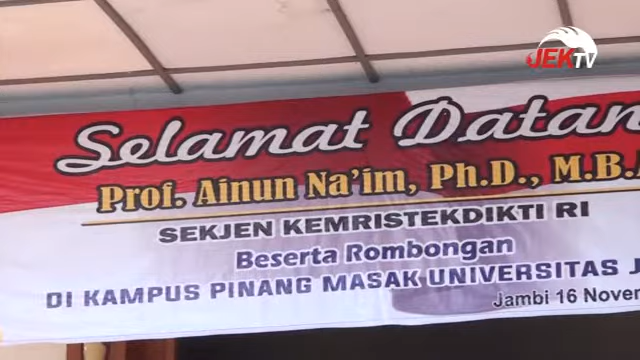 JEKTV
Selamat Datan
Prof. Ainun Na'im, Ph.D., M.B.A
SEKJEN KEMRISTEKDIKTI RI
Beserta Rombongan
DI KAMPUS PINANG MASAK UNIVERSITAS J
Jambi 16 Novem